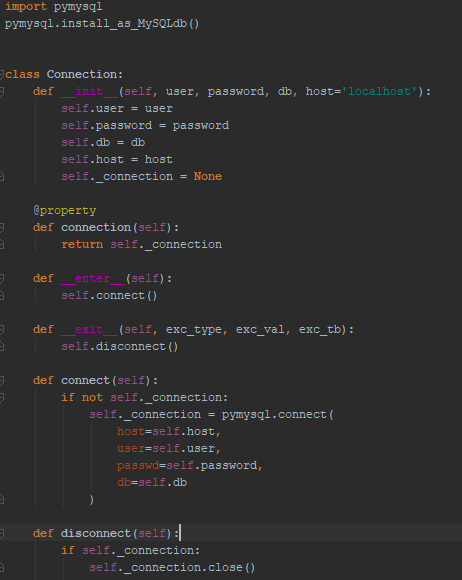 import pymysql
pymysql.install_as_MySQLdb()
class Connection:
    def __init__(self, user, password, db, host='localhost'):
        self.user = user
        self.password = password
        self.db = db
        self.host = host
        self._connection = None
    @property
    def connection(self):
        return self._connection
    def __enter__(self):
        self.connect()
    def __exit__(self, exc_type, exc_val, exc_tb):
        self.disconnect()
    def connect(self):
        if not self._connection:
            self._connection = pymysql.connect(
                host=self.host,
                user=self.user,
                passwd=self.password,
                db=self.db
            )
    def disconnect(self):
        if self._connection:
            self._connection.close()